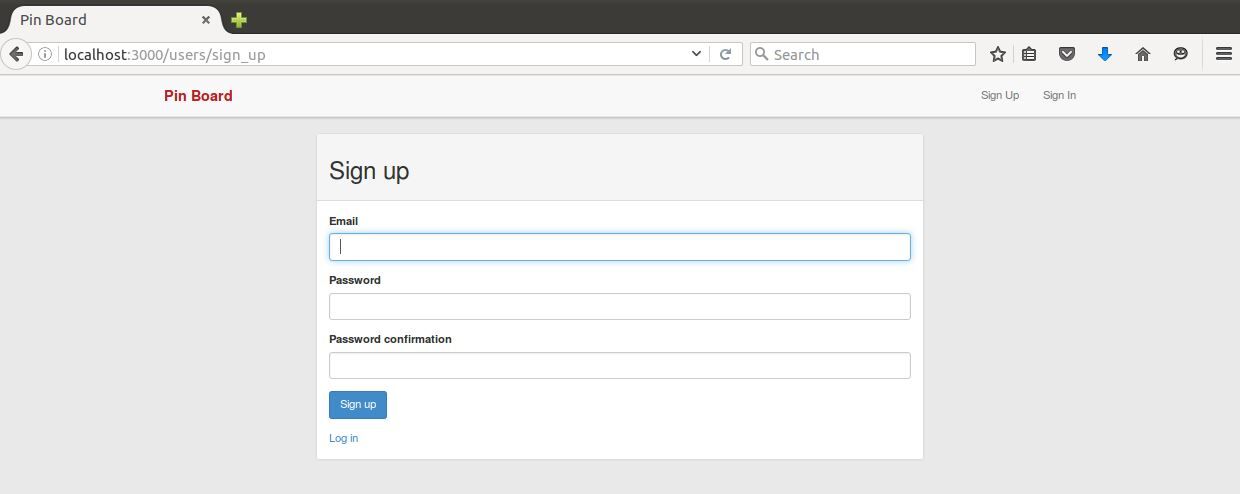 Pin Board
localhost:3000/users/sign_up
Search
Pin Board
Sign Up
Sign In
Sign up
Email
Password
Password confirmation
Sign up
Log in